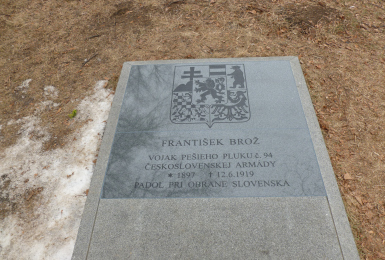 FRANTIŠEK BROŽ
VOJAK PEŠIEHO PLUKU č. 94
ČESKOSLOVENSKEJ ARMÁDY
* 1897 † 12.6.1919
PADOL PRI OBRANE SLOVENSKA